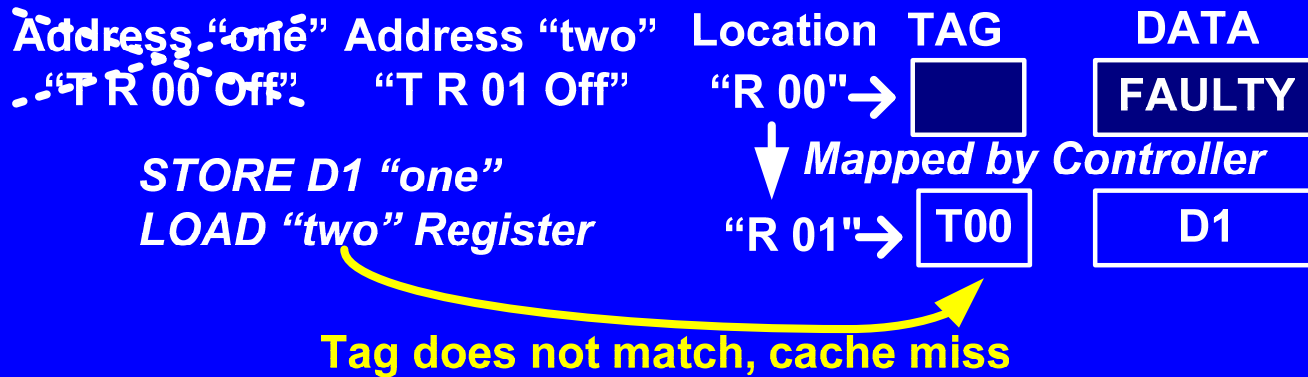 Address “one” Address “two” Location TAG DATA
“T R 00 Off” “T R 01 Off” “R 00" FAULTY
Mapped by Controller
STORE D1 “one”
LOAD “two” Register “R 01" T00 D1
Tag does not match, cache miss